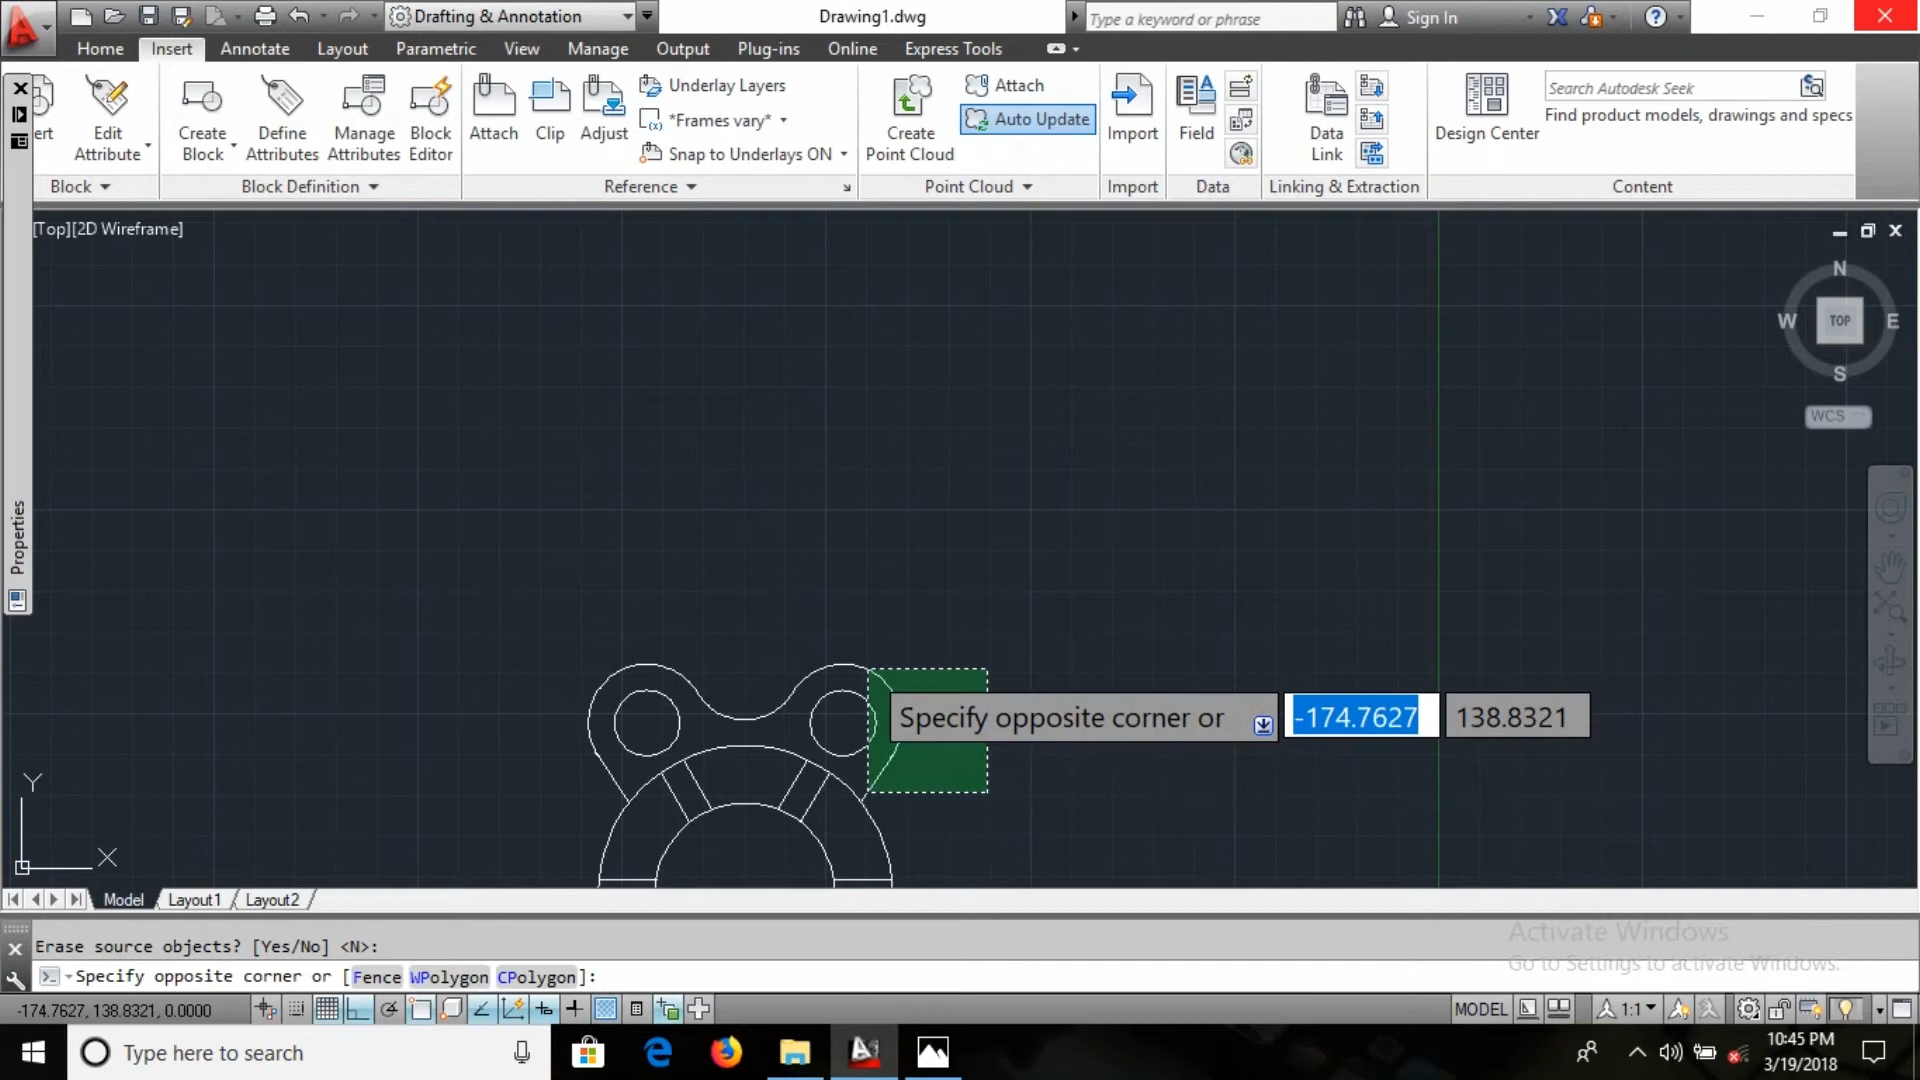 Drafting & Annotation
Drawing1.dwg
Type a keyword or phrase
Sign In
Home Insert Annotate Layout Parametric View Manage Output Plug-ins Online Express Tools
ert
Edit
Attribute
Create
Block
Define
Attributes
Manage
Attributes
Block
Editor
Attach
Clip
Adjust
Underlay Layers
*Frames vary*
Snap to Underlays ON
Create
Point Cloud
Attach
Auto Update
Import
Field
Data
Link
Design Center
Search Autodesk Seek
Find product models, drawings and specs
Block
Block Definition
Reference
Point Cloud
Import
Data
Linking & Extraction
Content
[Top][2D Wireframe]
N
W TOP E
S
WCS
Properties
Specify opposite corner or -174.7627 138.8321
Y
X
Model Layout1 Layout2
Erase source objects? [Yes/No] <N>:
Specify opposite corner or [Fence WPolygon CPolygon]:
Activate Windows
Go to Settings to activate Windows.
-174.7627, 138.8321, 0.0000
MODEL
1:1
Type here to search
10:45 PM
3/19/2018